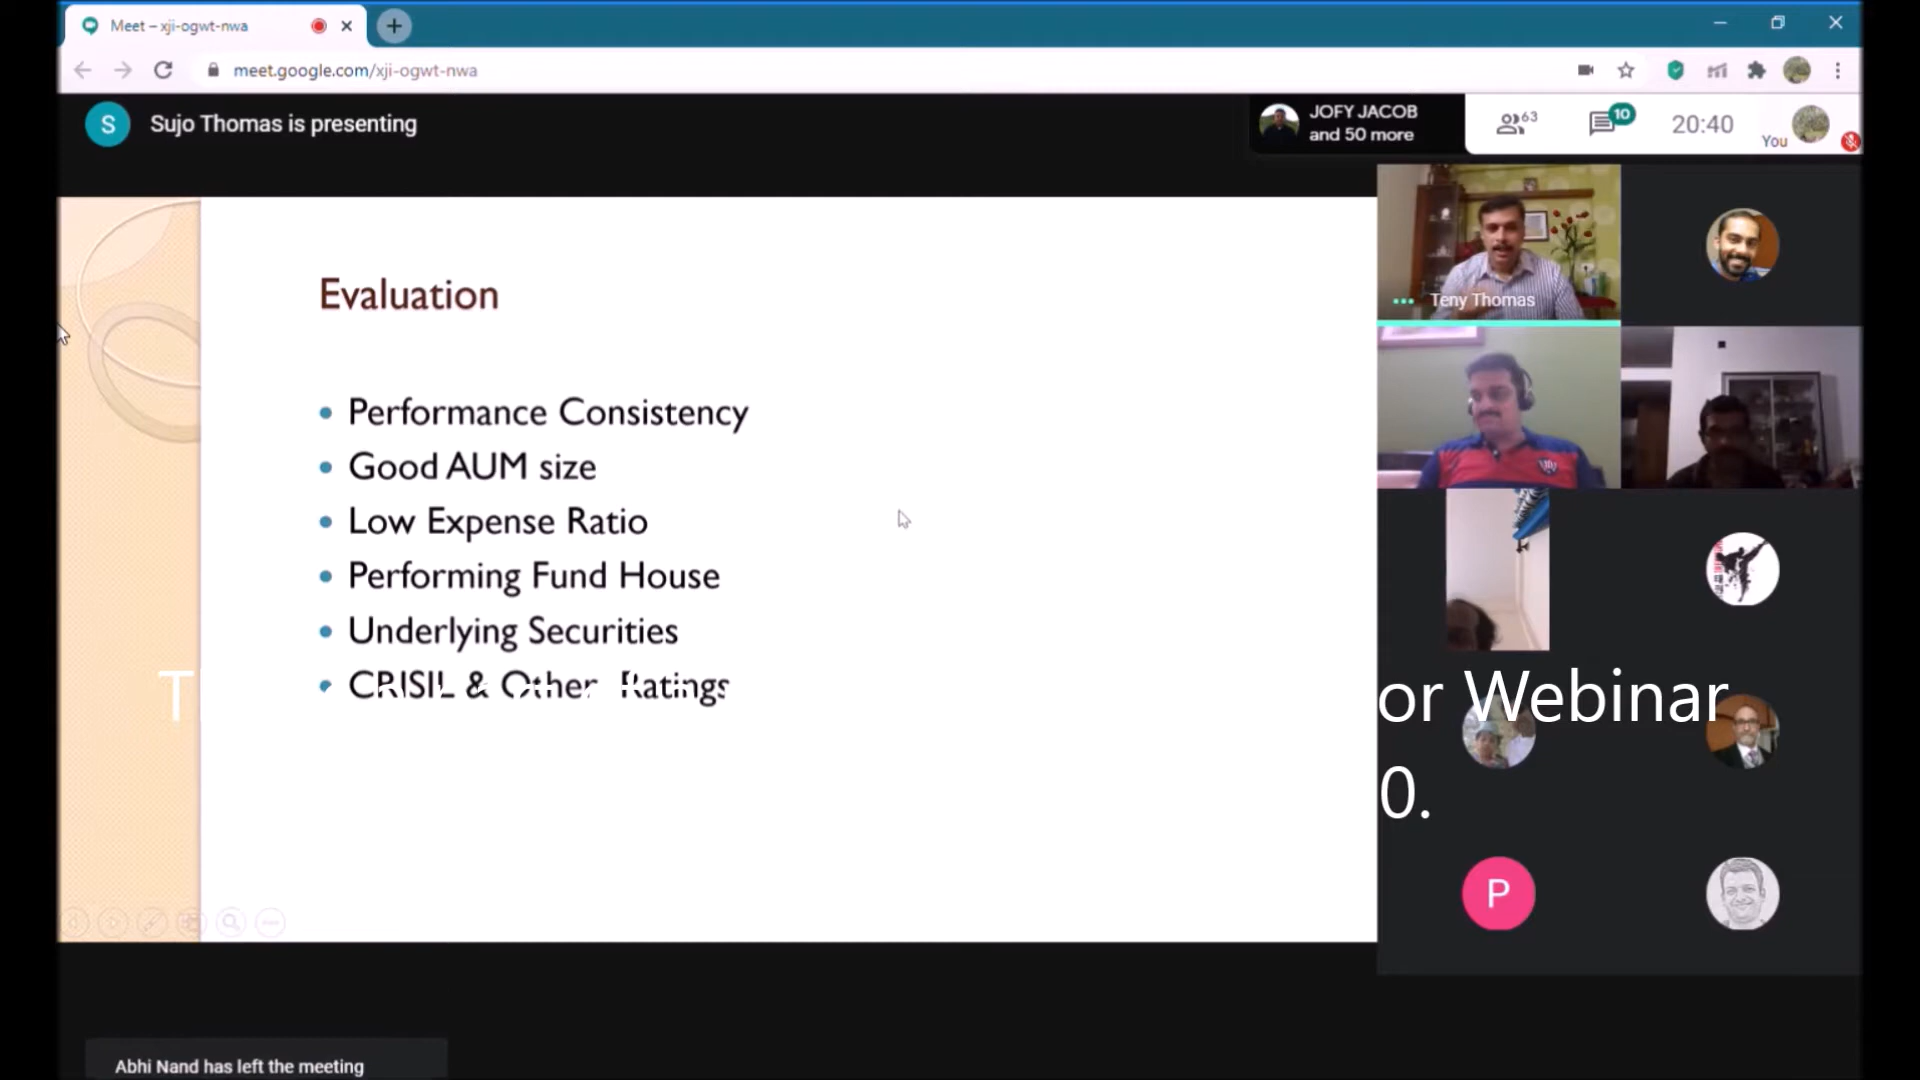 Meet – xji-ogwt-nwa
meet.google.com/xji-ogwt-nwa
S
Sujo Thomas is presenting
JOFY JACOB
and 50 more
63
10
20:40
You
Teny Thomas
Evaluation
• Performance Consistency
• Good AUM size
• Low Expense Ratio
• Performing Fund House
• Underlying Securities
• CRISIL & Other Ratings
T
or Webinar
0.
P
Abhi Nand has left the meeting